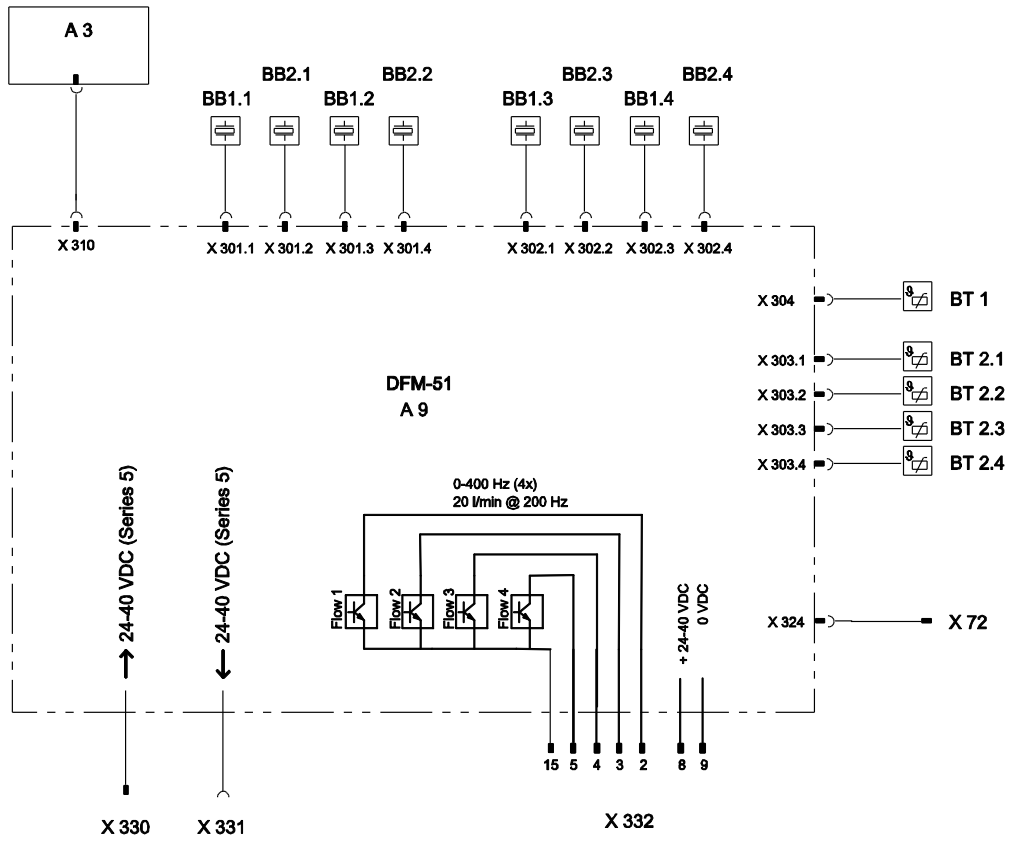 A 3
BB2.1
BB2.2
BB2.3
BB2.4
BB1.1
BB1.2
BB1.3
BB1.4
X 310
X 301.1
X 301.2
X 301.3
X 301.4
X 302.1
X 302.2
X 302.3
X 302.4
X 304
ϑ
BT 1
X 303.1
ϑ
BT 2.1
X 303.2
ϑ
BT 2.2
X 303.3
ϑ
BT 2.3
X 303.4
ϑ
BT 2.4
DFM-51
A 9
24-40 VDC (Series 5)
24-40 VDC (Series 5)
0-400 Hz (4x)
20 l/min @ 200 Hz
Flow 1
Flow 2
Flow 3
Flow 4
+ 24-40 VDC
0 VDC
X 324
X 72
15
5
4
3
2
8
9
X 330
X 331
X 332